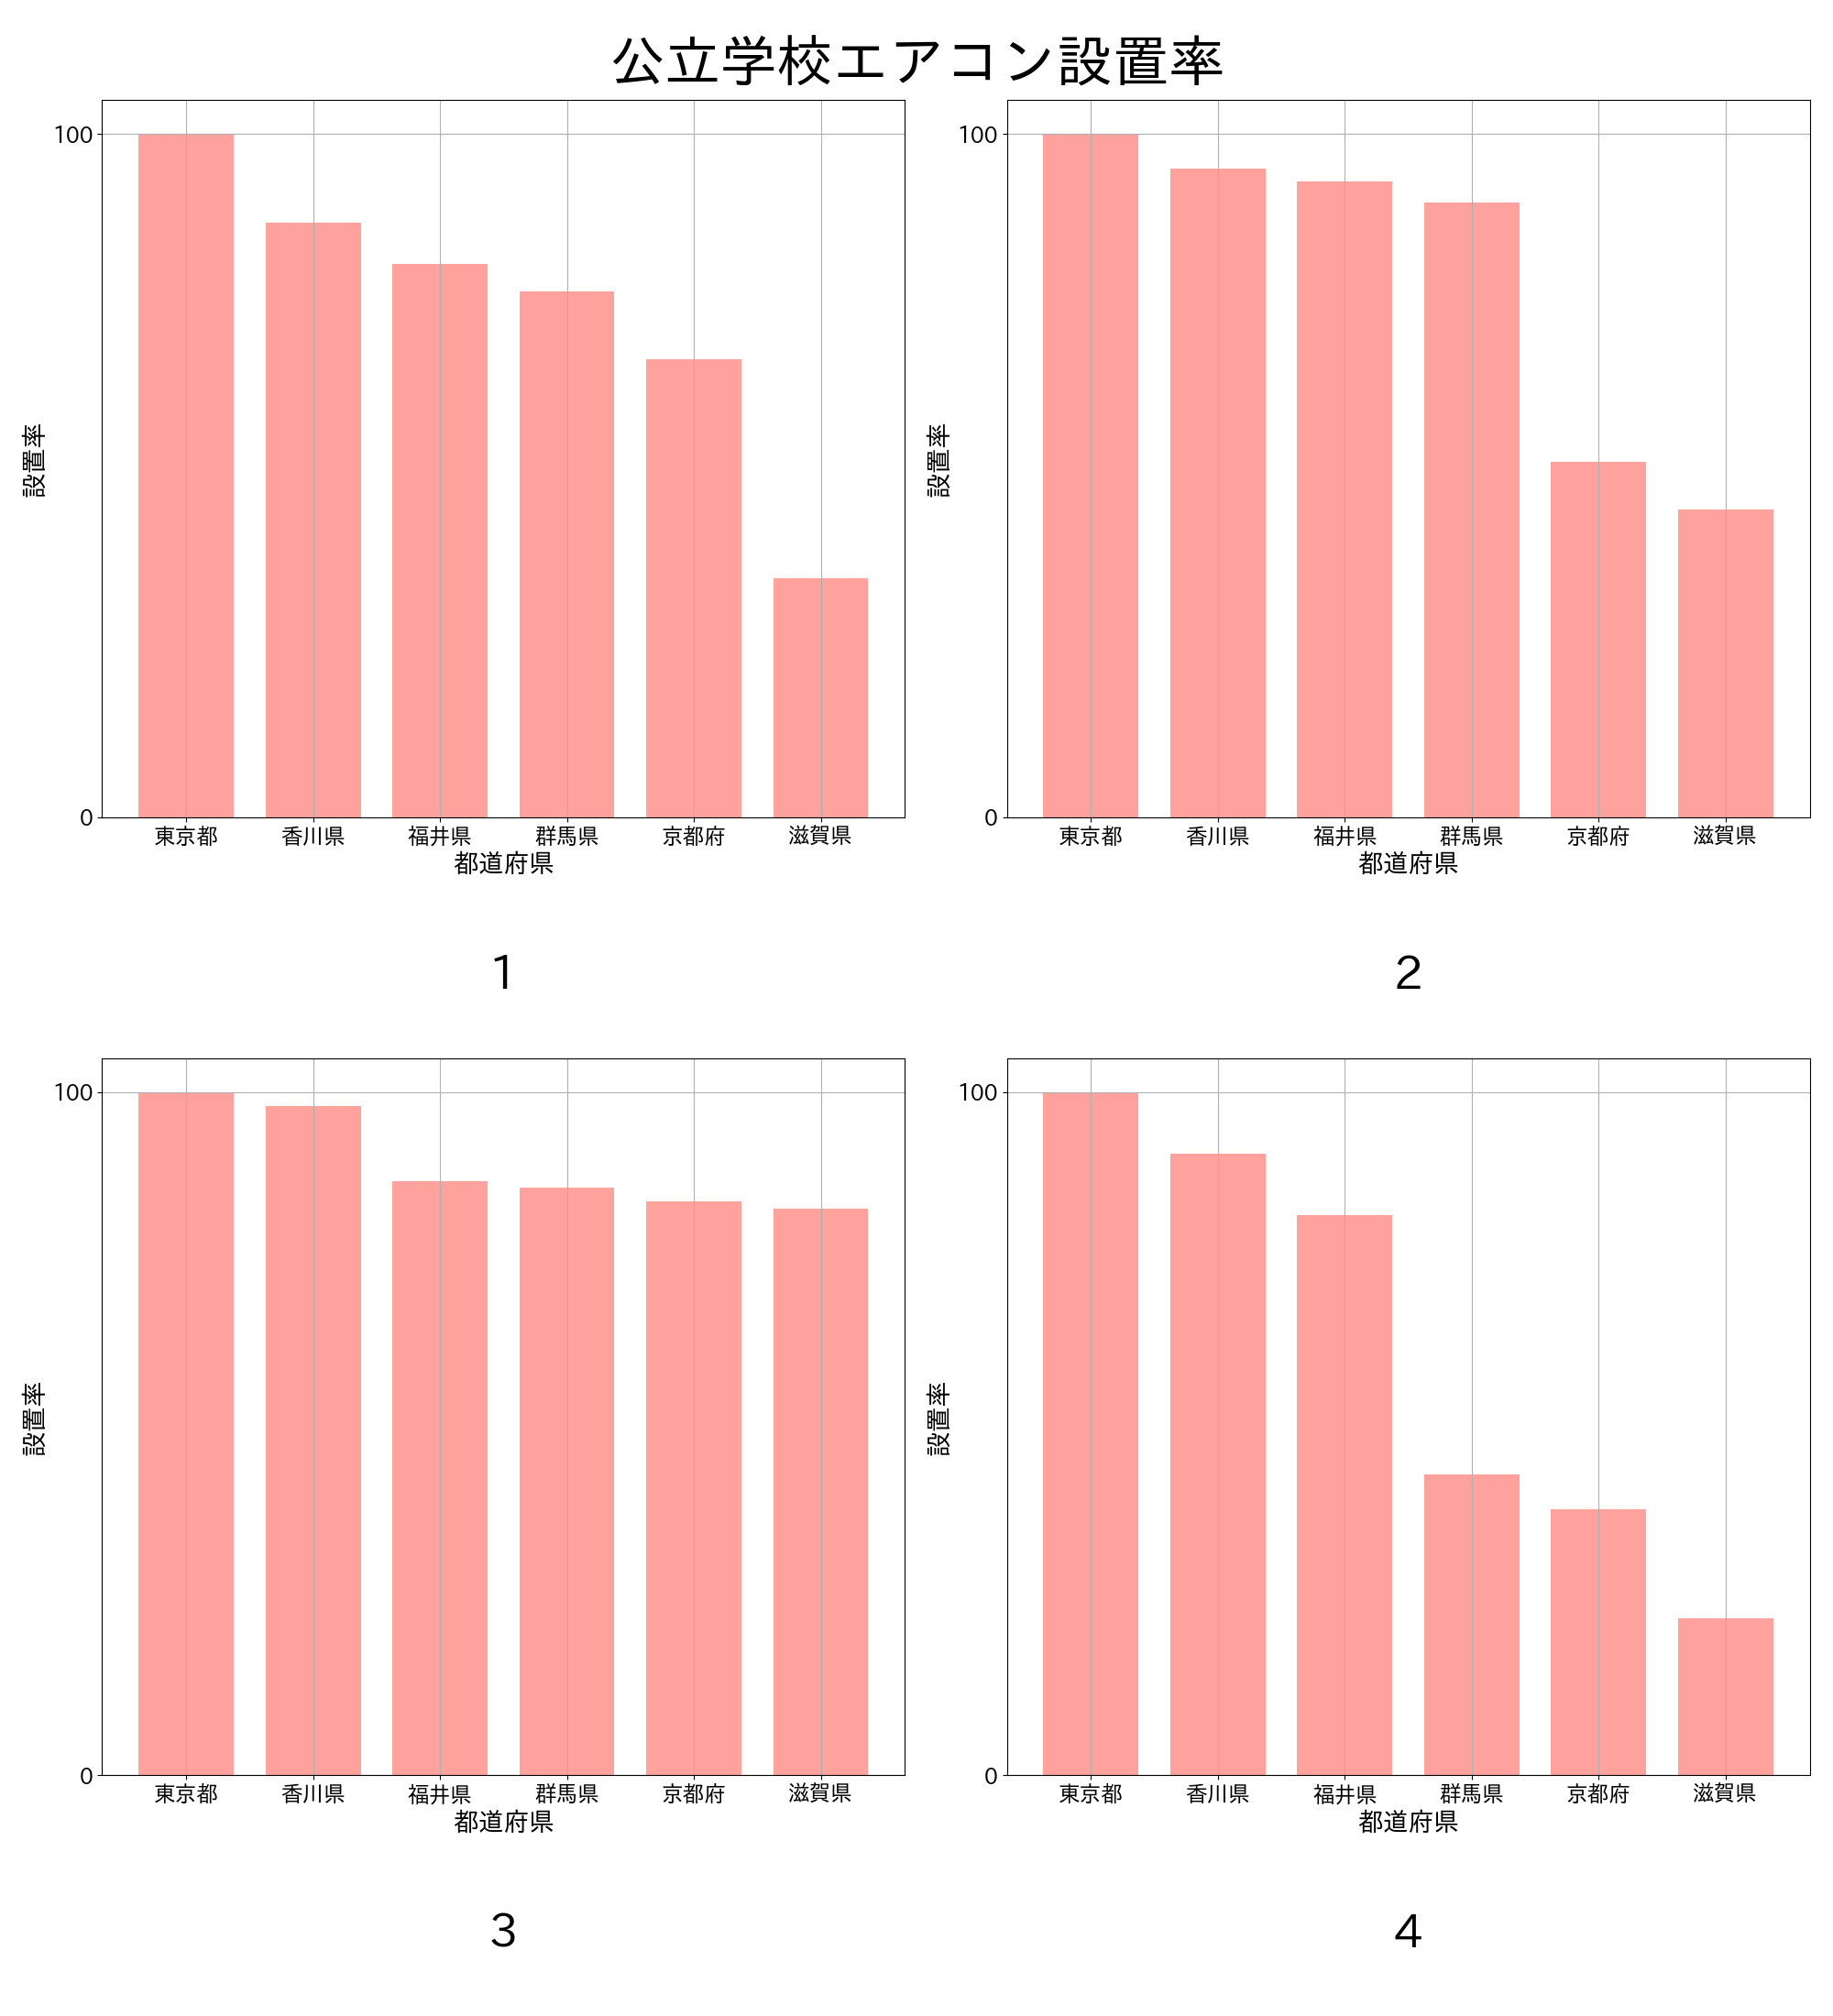 公立学校エアコン設置率
100
設置率
0
東京都 香川県 福井県 群馬県 京都府 滋賀県
都道府県
1
100
設置率
0
東京都 香川県 福井県 群馬県 京都府 滋賀県
都道府県
2
100
設置率
0
東京都 香川県 福井県 群馬県 京都府 滋賀県
都道府県
3
100
設置率
0
東京都 香川県 福井県 群馬県 京都府 滋賀県
都道府県
4